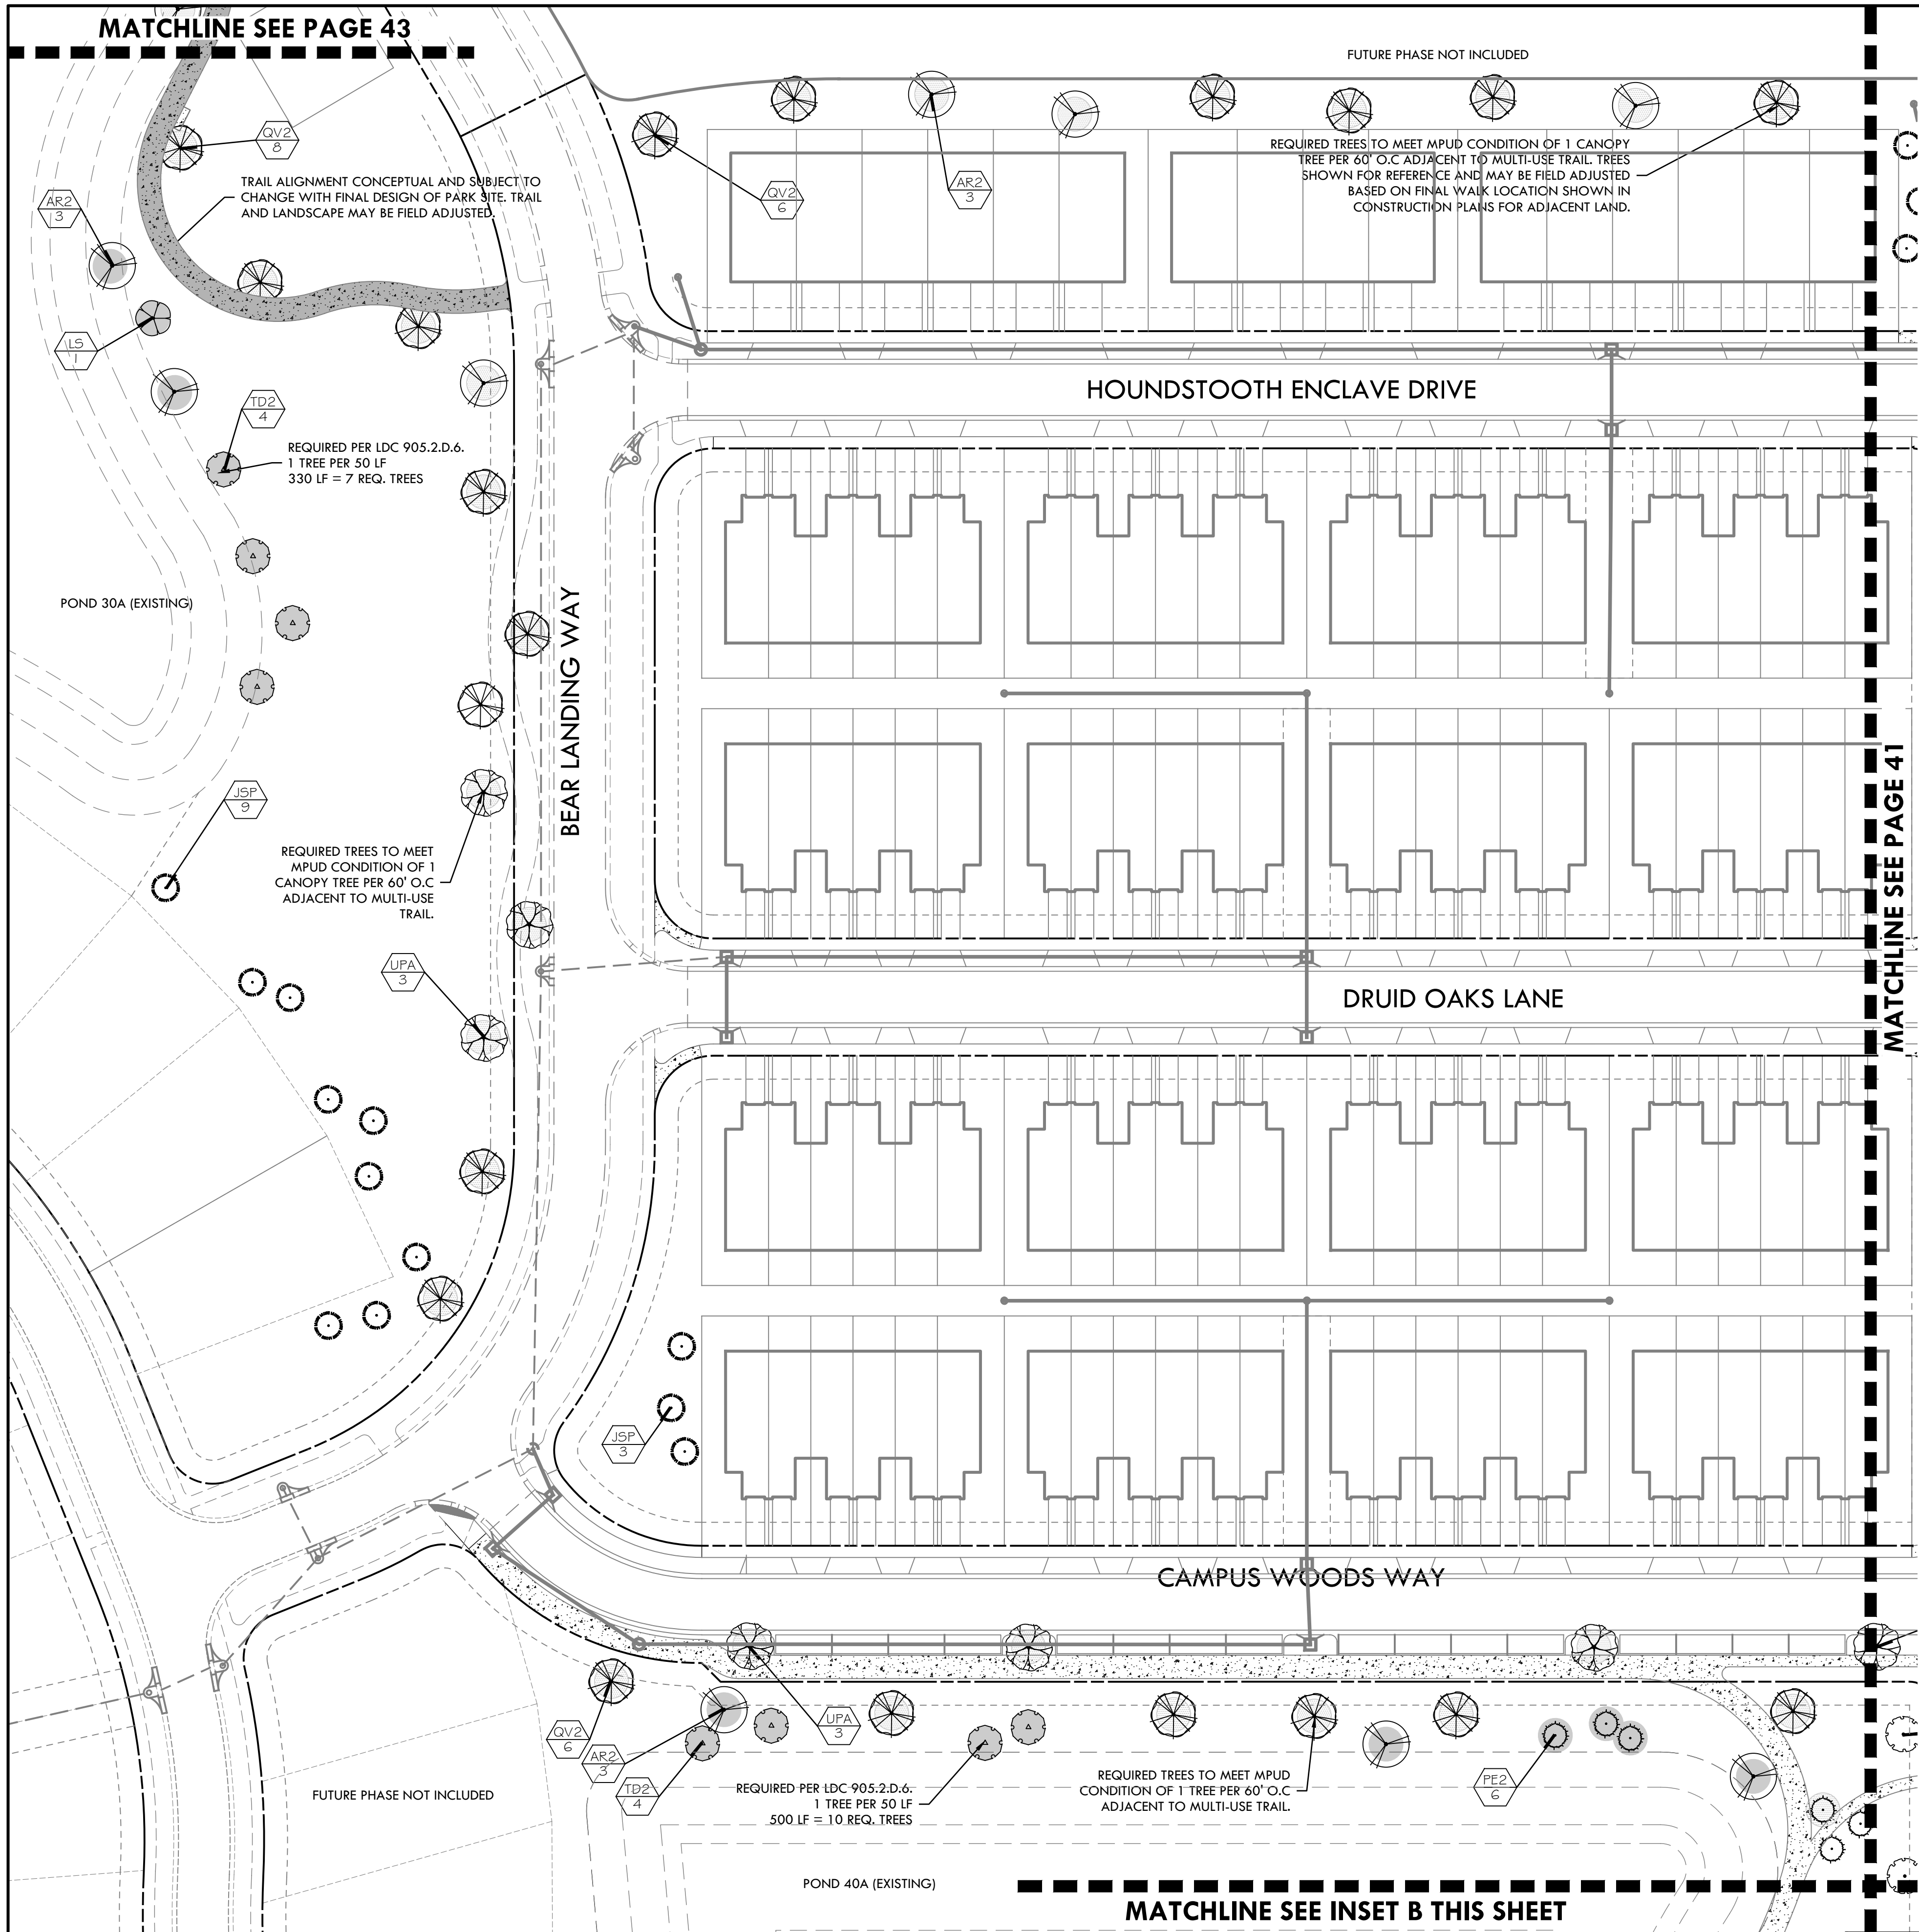 MATCHLINE SEE PAGE 43
FUTURE PHASE NOT INCLUDED
QV2
8
AR2
3
TRAIL ALIGNMENT CONCEPTUAL AND SUBJECT TO
CHANGE WITH FINAL DESIGN OF PARK SITE. TRAIL
AND LANDSCAPE MAY BE FIELD ADJUSTED.
QV2
6
AR2
3
REQUIRED TREES TO MEET MPUD CONDITION OF 1 CANOPY
TREE PER 60' O.C ADJACENT TO MULTI-USE TRAIL. TREES
SHOWN FOR REFERENCE AND MAY BE FIELD ADJUSTED
BASED ON FINAL WALK LOCATION SHOWN IN
CONSTRUCTION PLANS FOR ADJACENT LAND.
LS
1
TD2
4
REQUIRED PER LDC 905.2.D.6.
1 TREE PER 50 LF
330 LF = 7 REQ. TREES
HOUNDSTOOTH ENCLAVE DRIVE
POND 30A (EXISTING)
BEAR LANDING WAY
JSP
9
REQUIRED TREES TO MEET
MPUD CONDITION OF 1
CANOPY TREE PER 60' O.C
ADJACENT TO MULTI-USE
TRAIL.
MATCHLINE SEE PAGE 41
UPA
3
DRUID OAKS LANE
JSP
3
CAMPUS WOODS WAY
QV2
6
AR2
3
TD2
4
UPA
3
REQUIRED PER LDC 905.2.D.6.
1 TREE PER 50 LF
500 LF = 10 REQ. TREES
REQUIRED TREES TO MEET MPUD
CONDITION OF 1 TREE PER 60' O.C
ADJACENT TO MULTI-USE TRAIL.
PE2
6
FUTURE PHASE NOT INCLUDED
POND 40A (EXISTING)
MATCHLINE SEE INSET B THIS SHEET